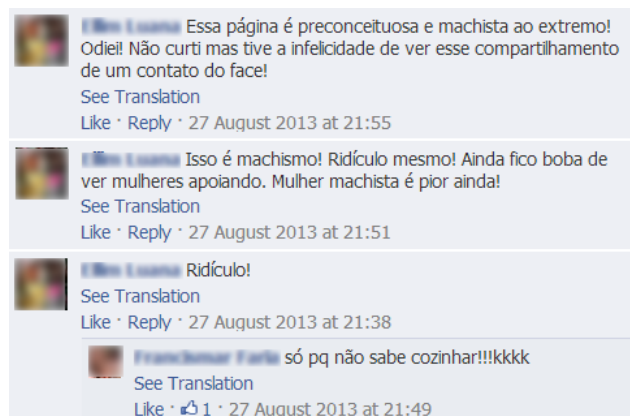 Essa página é preconceituosa e machista ao extremo!
Odiei! Não curti mas tive a infelicidade de ver esse compartilhamento
de um contato do face!
See Translation
Like · Reply · 27 August 2013 at 21:55
Isso é machismo! Ridículo mesmo! Ainda fico boba de
ver mulheres apoiando. Mulher machista é pior ainda!
See Translation
Like · Reply · 27 August 2013 at 21:51
Ridículo!
See Translation
Like · Reply · 27 August 2013 at 21:38
só pq não sabe cozinhar!!!kkkk
See Translation
Like · 1 · 27 August 2013 at 21:49